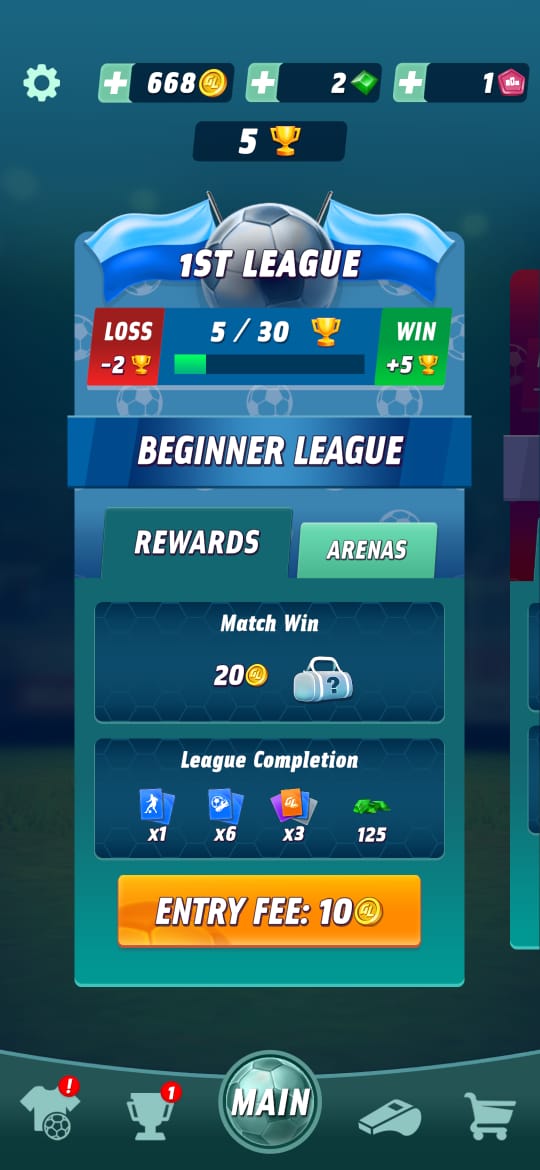 668
2
1
5
1ST LEAGUE
LOSS
-2
5 / 30
WIN
+5
BEGINNER LEAGUE
REWARDS
ARENAS
Match Win
20
?
League Completion
x1
x6
x3
125
ENTRY FEE: 10
!
1
MAIN